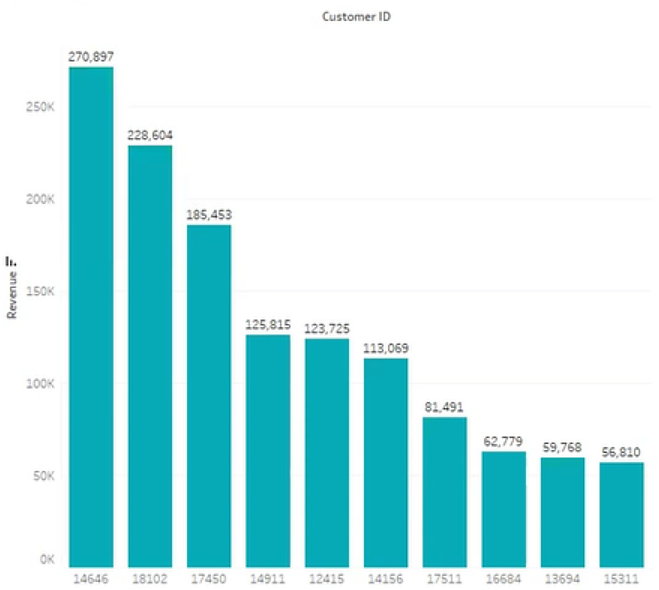 Customer ID
270,897
228,604
185,453
125,815
123,725
113,069
81,491
62,779
59,768
56,810
250K
200K
150K
100K
50K
0K
Revenue
14646 18102 17450 14911 12415 14156 17511 16684 13694 15311